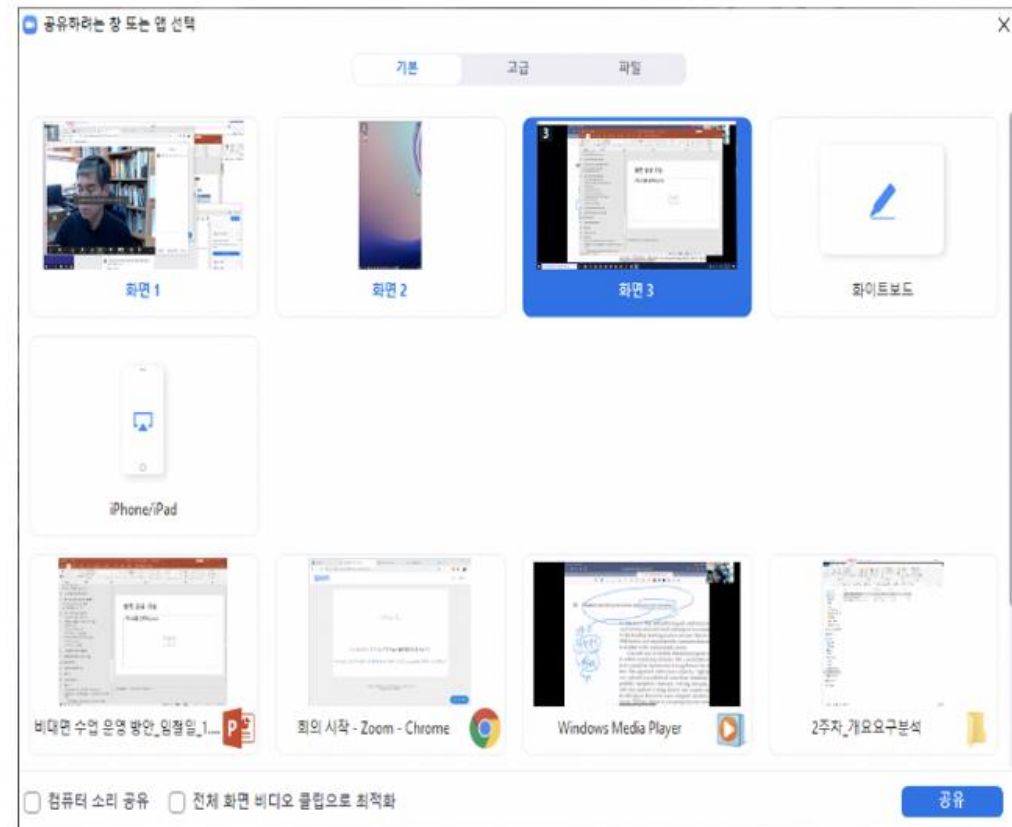 공유하려는 창 또는 앱 선택
기본 고급 파일
화면 1
화면 2
3
화면 3
화이트보드
iPhone/iPad
비대면 수업 운영 방안_임철일_1....
회의 시작 - Zoom - Chrome
Windows Media Player
2주차_개요요구분석
컴퓨터 소리 공유 전체 화면 비디오 클립으로 최적화
공유